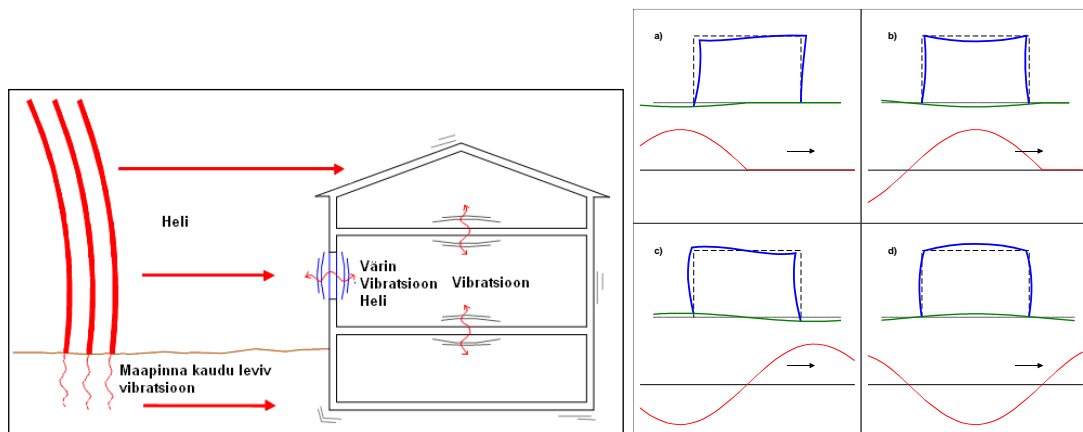 Heli
Värin
Vibratsioon
Heli
Vibratsioon
Maapinna kaudu leviv
vibratsioon
a)
b)
c)
d)